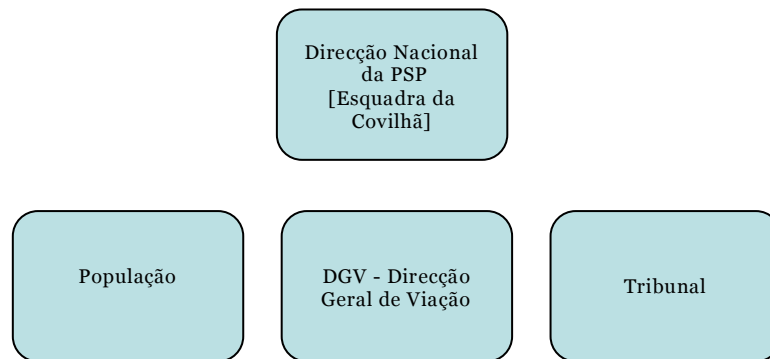 Direcção Nacional
da PSP
[Esquadra da
Covilhã]
População
DGV - Direcção
Geral de Viação
Tribunal